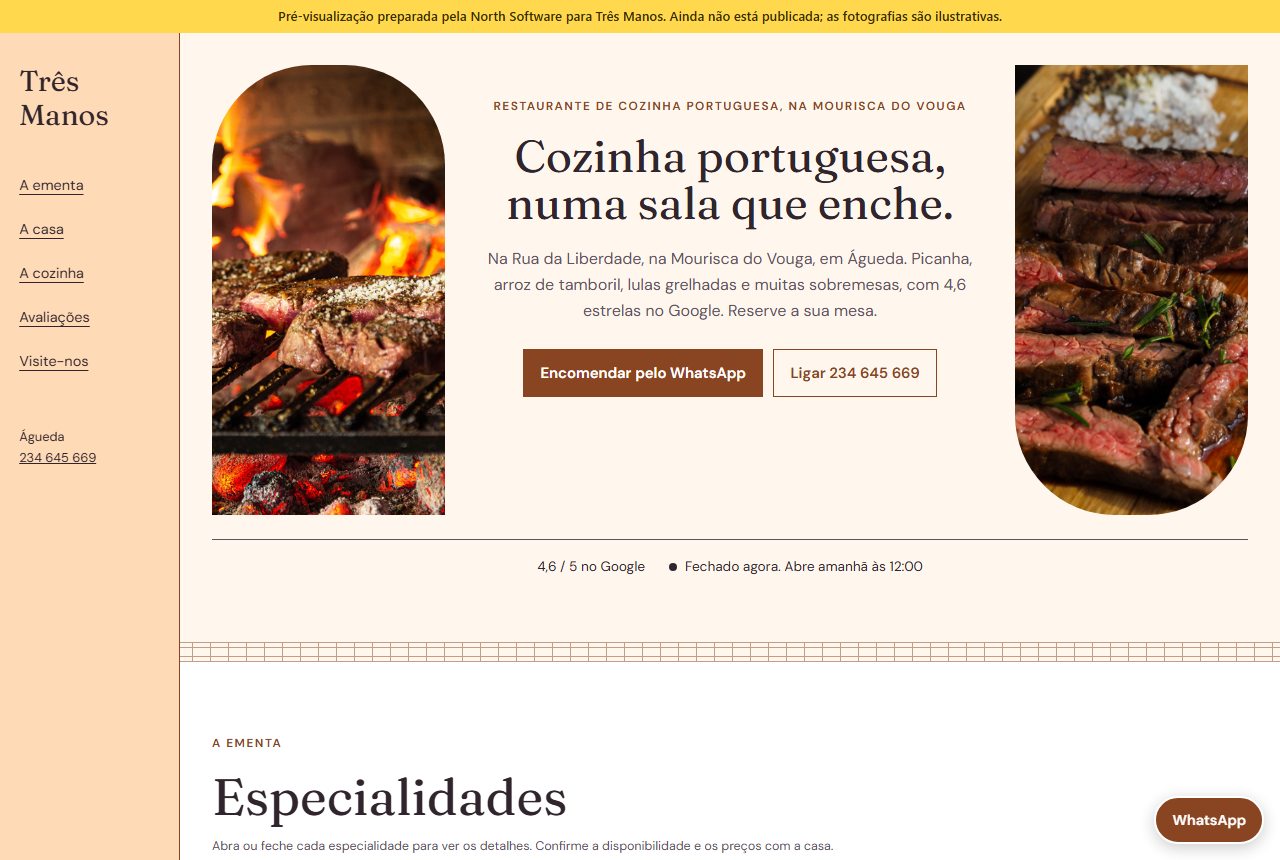 Pré-visualização preparada pela North Software para Três Manos. Ainda não está publicada; as fotografias são ilustrativas.
Três
Manos
A ementa
A casa
A cozinha
Avaliações
Visite-nos
Águeda
234 645 669
RESTAURANTE DE COZINHA PORTUGUESA, NA MOURISCA DO VOUGA
Cozinha portuguesa,
numa sala que enche.
Na Rua da Liberdade, na Mourisca do Vouga, em Águeda. Picanha,
arroz de tamboril, lulas grelhadas e muitas sobremesas, com 4,6
estrelas no Google. Reserve a sua mesa.
Encomendar pelo WhatsApp
Ligar 234 645 669
4,6 / 5 no Google
Fechado agora. Abre amanhã às 12:00
A EMENTA
Especialidades
Abra ou feche cada especialidade para ver os detalhes. Confirme a disponibilidade e os preços com a casa.
WhatsApp